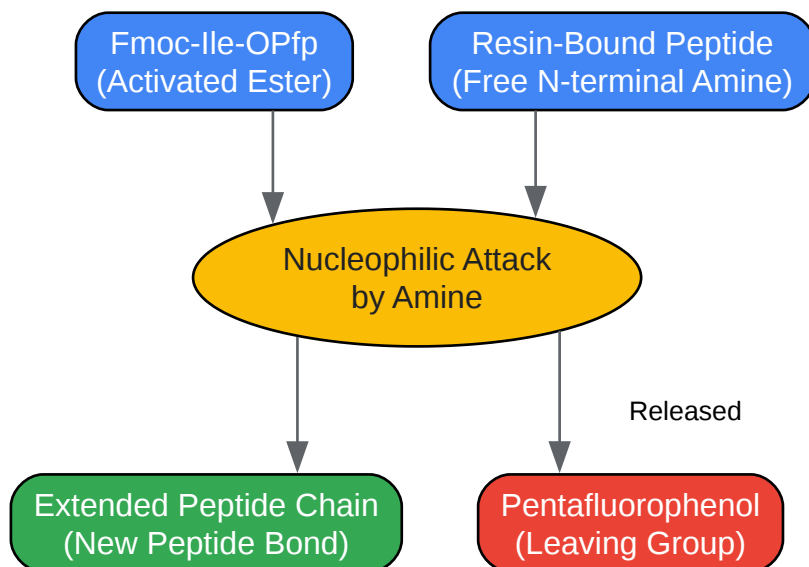 Fmoc-Ile-OPfp
(Activated Ester)
Resin-Bound Peptide
(Free N-terminal Amine)
Nucleophilic Attack
by Amine
Released
Extended Peptide Chain
(New Peptide Bond)
Pentafluorophenol
(Leaving Group)